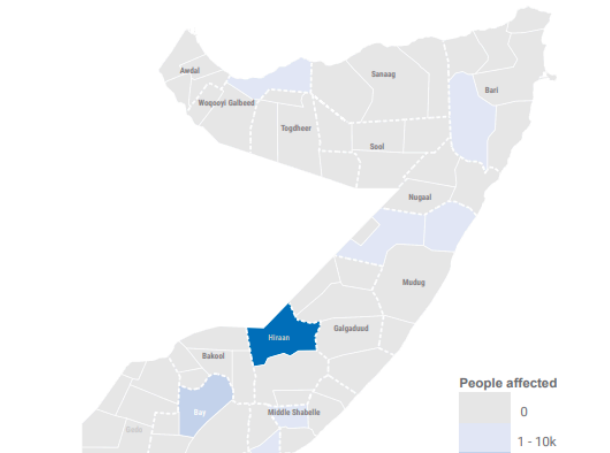 Awdal
Woqooyi Galbeed
Togdheer
Sanaag
Bari
Sool
Nugaal
Mudug
Galgaduud
Hiraan
Bakool
Bay
Gedo
Middle Shabelle
People affected
0
1 - 10k